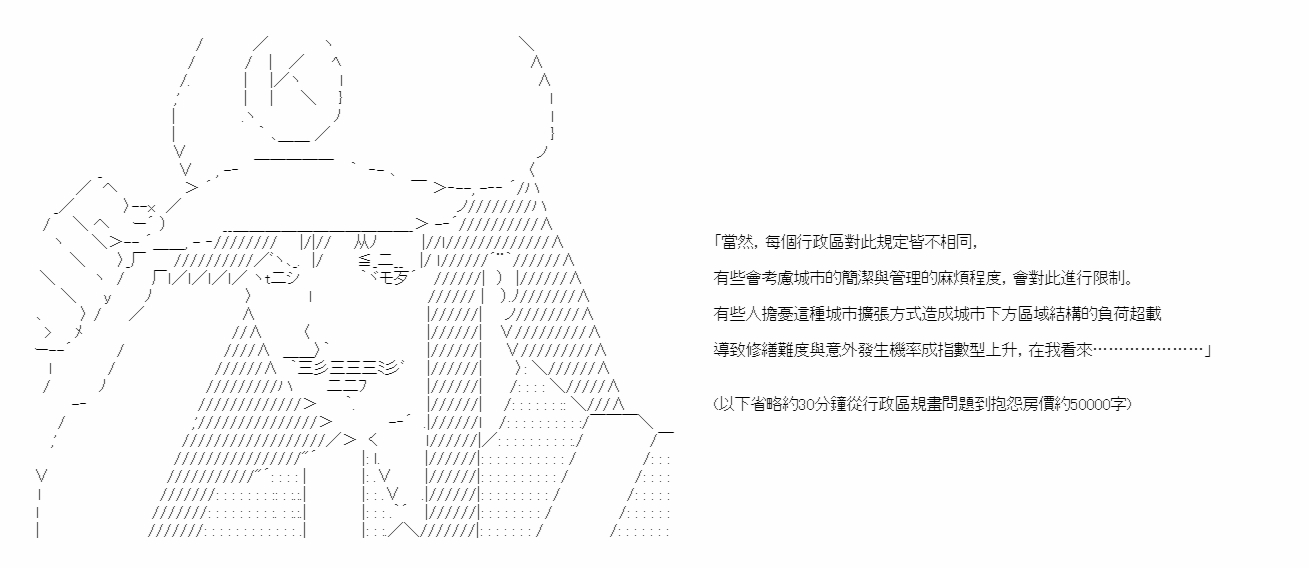 「當然，每個行政區對此規定皆不相同，
有些會考慮城市的簡潔與管理的麻煩程度，會對此進行限制。
有些人擔憂這種城市擴張方式造成城市下方區域結構的負荷超載
導致修繕難度與意外發生機率成指數型上升，在我看來…………………」
(以下省略約30分鐘從行政區規畫問題到抱怨房價約50000字)